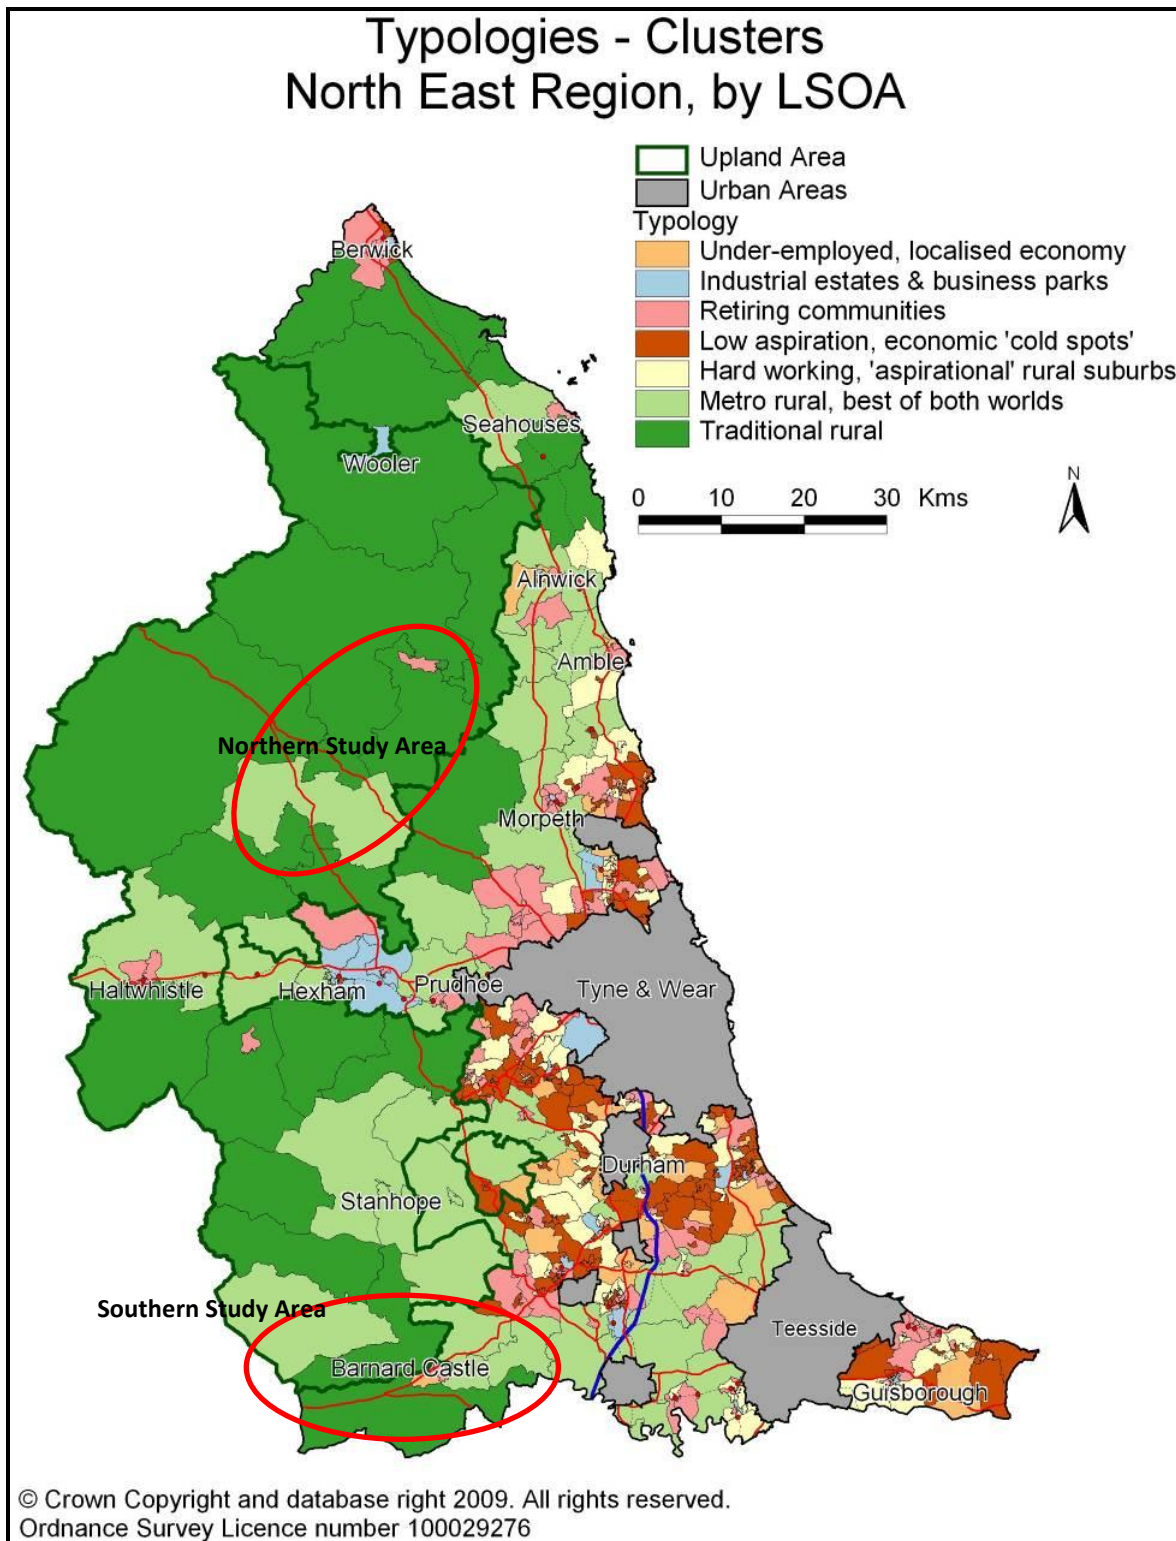 Typologies - Clusters
North East Region, by LSOA
Upland Area
Urban Areas
Typology
Under-employed, localised economy
Industrial estates & business parks
Retiring communities
Low aspiration, economic 'cold spots'
Hard working, 'aspirational' rural suburbs
Metro rural, best of both worlds
Traditional rural
N
0 10 20 30 Kms
Berwick
Seahouses
Wooler
Alnwick
Amble
Northern Study Area
Morpeth
Haltwhistle
Hexham
Prudhoe
Tyne & Wear
Durham
Stanhope
Southern Study Area
Teesside
Barnard Castle
Guisborough
© Crown Copyright and database right 2009. All rights reserved.
Ordnance Survey Licence number 100029276